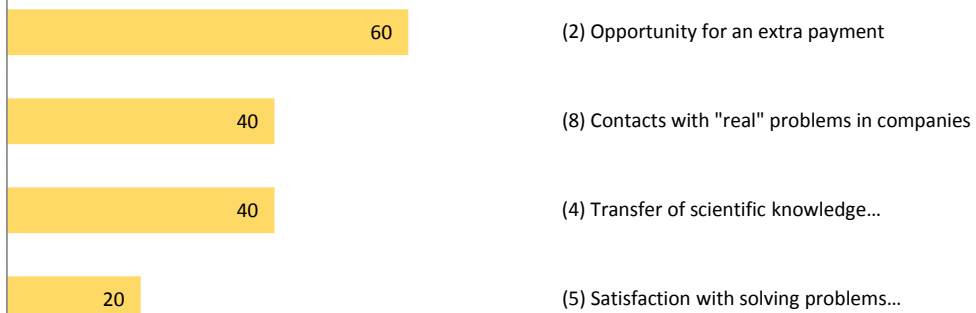 60 (2) Opportunity for an extra payment
40 (8) Contacts with "real" problems in companies
40 (4) Transfer of scientific knowledge…
20 (5) Satisfaction with solving problems…